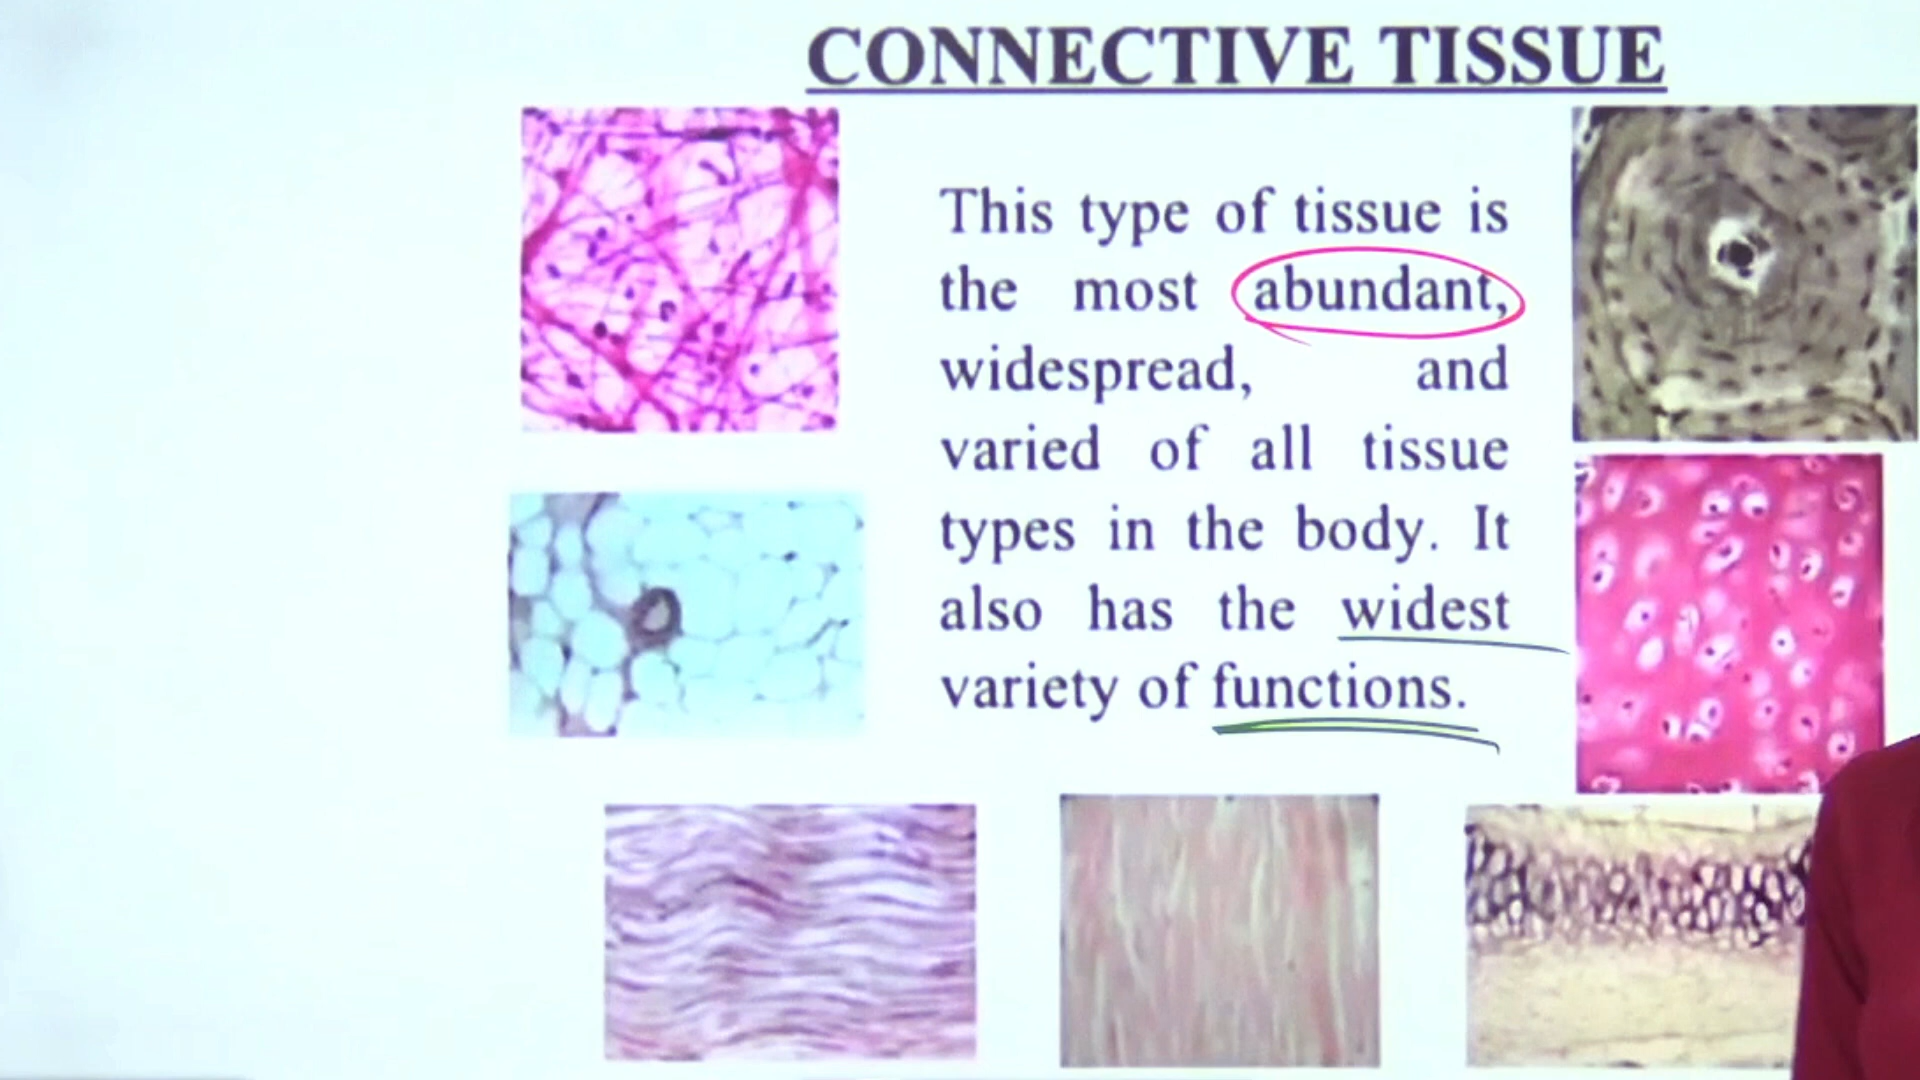 CONNECTIVE TISSUE
This type of tissue is
the most abundant,
widespread, and
varied of all tissue
types in the body. It
also has the widest
variety of functions.